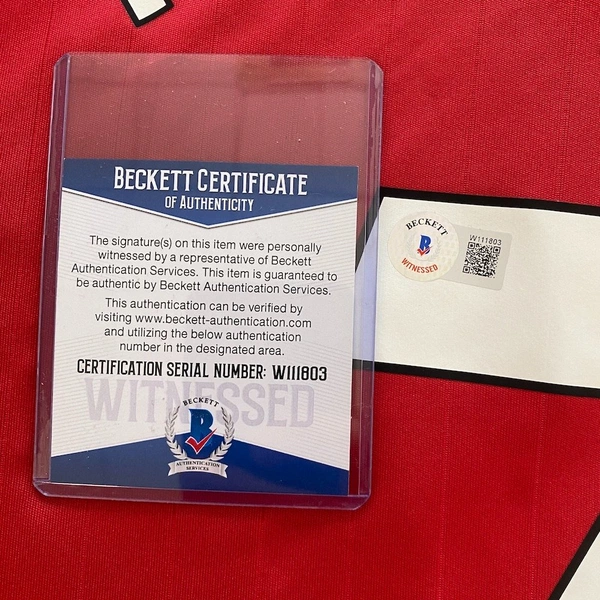 BECKETT CERTIFICATE
OF AUTHENTICITY
The signature(s) on this item were personally
witnessed by a representative of Beckett
Authentication Services. This item is guaranteed to
be authentic by Beckett Authentication Services.
This authentication can be verified by
visiting www.beckett-authentication.com
and utilizing the below authentication
number in the designated area.
CERTIFICATION SERIAL NUMBER: W111803
WITNESSED
BECKETT
B
AUTHENTICATION
SERVICES
BECKETT
B
WITNESSED
W111803